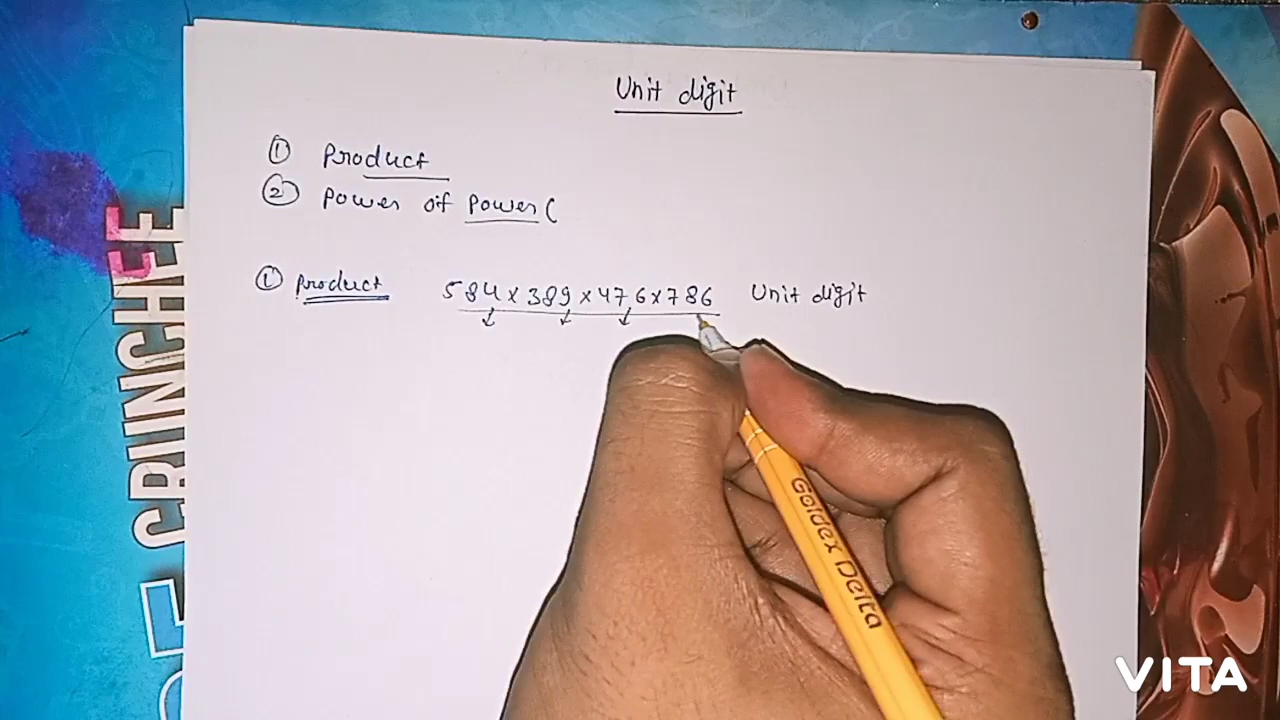 Unit digit
① Product
② Power of Power (
① Product 584 x 389 x 476 x 786 Unit digit
CRUNCHEE
Goldex Delta
VITA